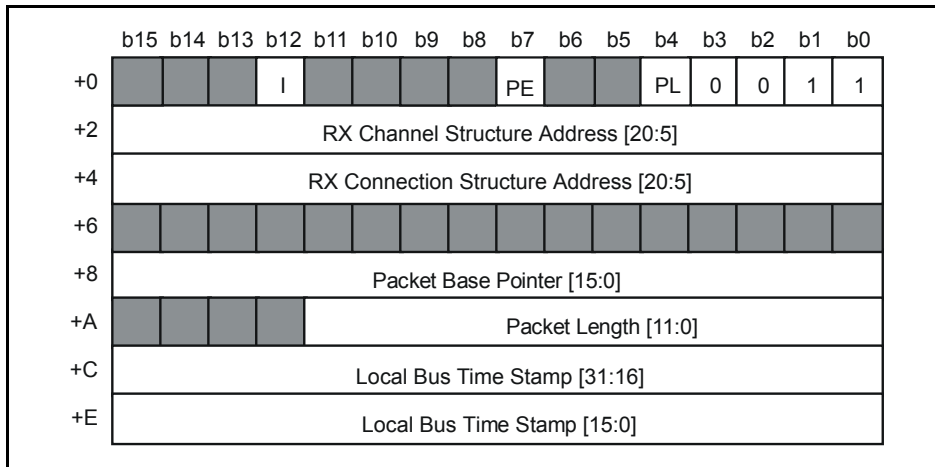 b15 b14 b13 b12 b11 b10 b9 b8 b7 b6 b5 b4 b3 b2 b1 b0
+0 I PE PL 0 0 1 1
+2 RX Channel Structure Address [20:5]
+4 RX Connection Structure Address [20:5]
+6
+8 Packet Base Pointer [15:0]
+A Packet Length [11:0]
+C Local Bus Time Stamp [31:16]
+E Local Bus Time Stamp [15:0]